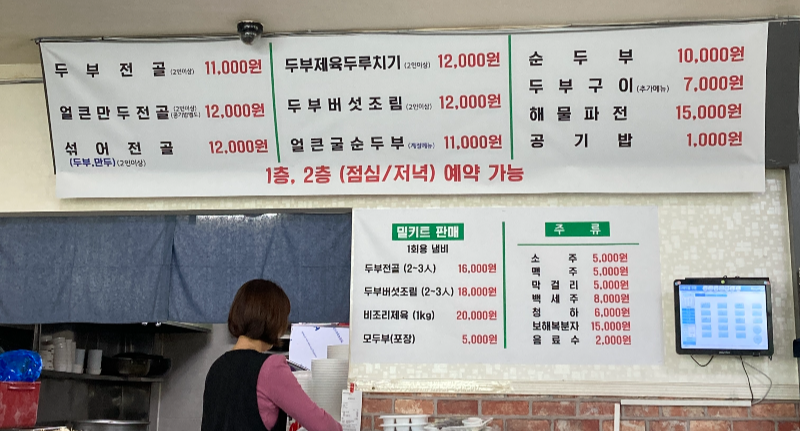 두부전골 (2인이상) 11,000원
얼큰만두전골 (2인이상) (공기밥별도) 12,000원
섞어전골 12,000원
(두부,만두) (2인이상)
두부제육두루치기 (2인이상) 12,000원
두부버섯조림 (2인이상) 12,000원
얼큰굴순두부 (계절메뉴) 11,000원
순두부 10,000원
두부구이 (추가메뉴) 7,000원
해물파전 15,000원
공기밥 1,000원
1층, 2층 (점심/저녁) 예약 가능
밀키트 판매
1회용 냄비
두부전골 (2-3人) 16,000원
두부버섯조림 (2-3人) 18,000원
비조리제육 (1kg) 20,000원
모두부(포장) 5,000원
주류
소주 5,000원
맥주 5,000원
막걸리 5,000원
백세주 8,000원
청하 6,000원
보해복분자 15,000원
음료수 2,000원